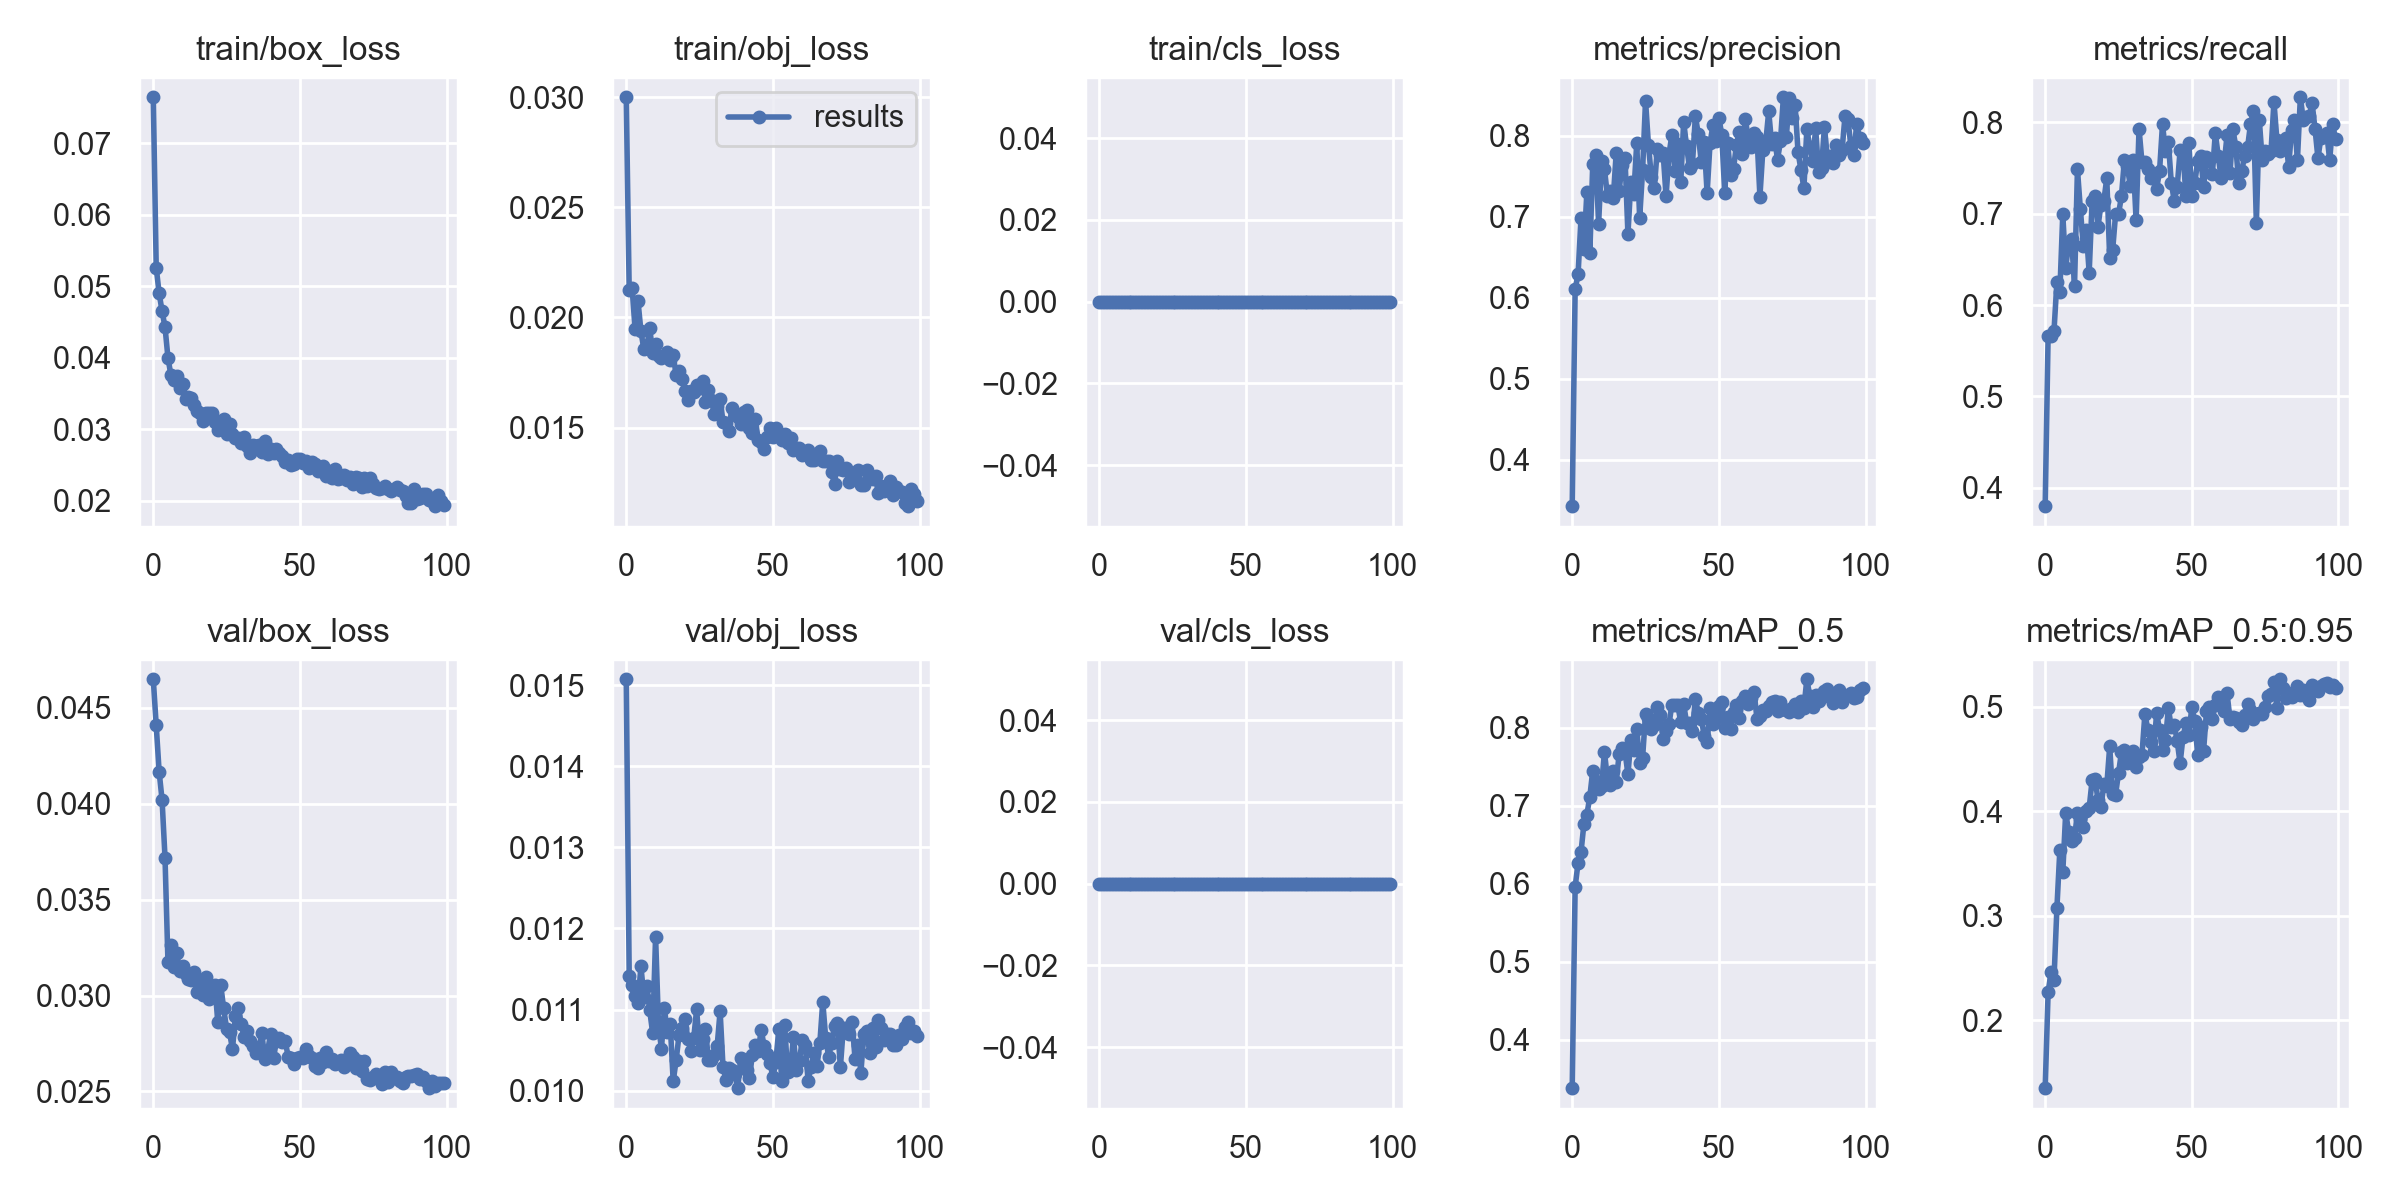 train/box_loss
0.07
0.06
0.05
0.04
0.03
0.02
0 50 100
train/obj_loss
results
0.030
0.025
0.020
0.015
0 50 100
train/cls_loss
0.04
0.02
0.00
−0.02
−0.04
0 50 100
metrics/precision
0.8
0.7
0.6
0.5
0.4
0 50 100
metrics/recall
0.8
0.7
0.6
0.5
0.4
0 50 100
val/box_loss
0.045
0.040
0.035
0.030
0.025
0 50 100
val/obj_loss
0.015
0.014
0.013
0.012
0.011
0.010
0 50 100
val/cls_loss
0.04
0.02
0.00
−0.02
−0.04
0 50 100
metrics/mAP_0.5
0.8
0.7
0.6
0.5
0.4
0 50 100
metrics/mAP_0.5:0.95
0.5
0.4
0.3
0.2
0 50 100